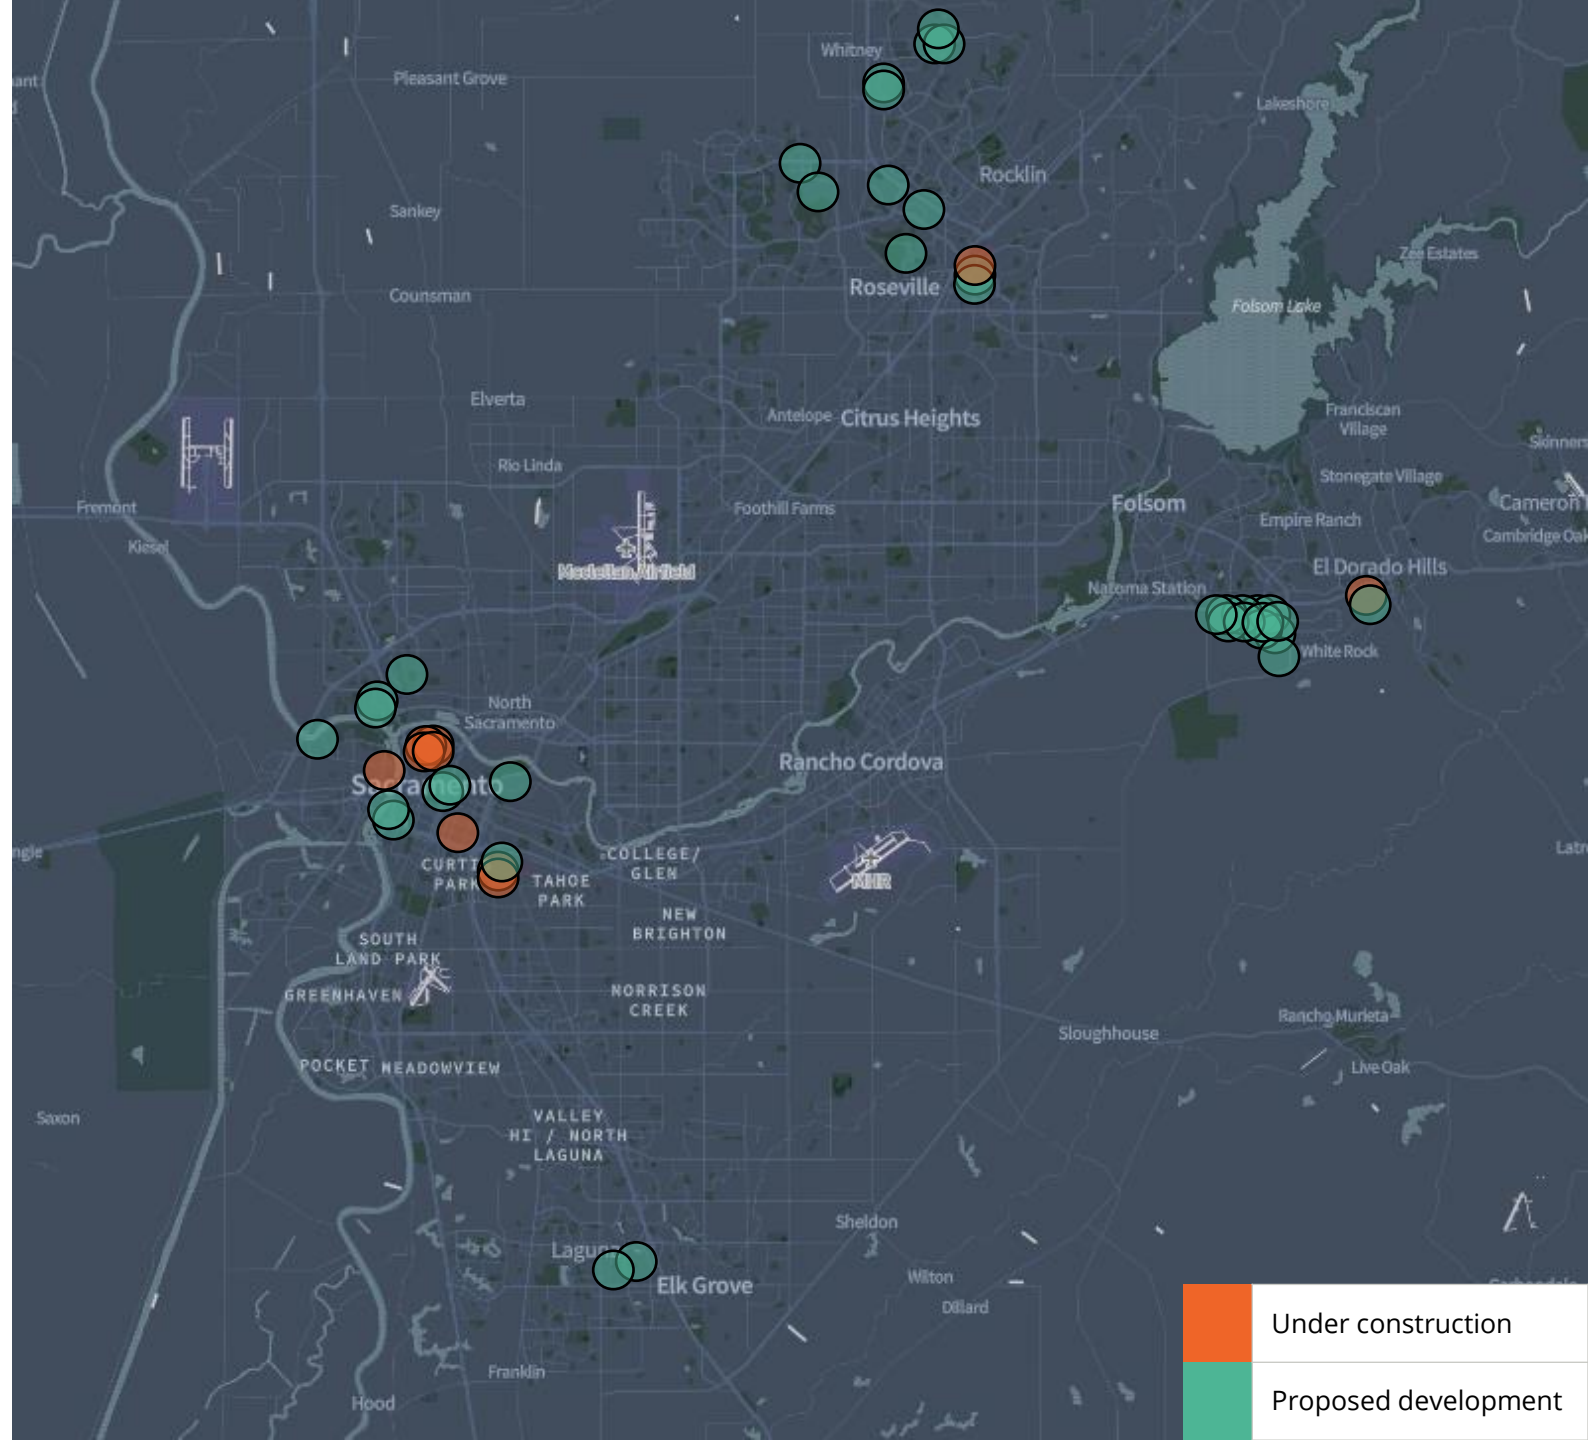 Whitney
Pleasant Grove
Lakeshore
Rocklin
Sankey
Zee Estates
Roseville
Counsman
Folsom Lake
Elverta
Antelope
Citrus Heights
Franciscan
Village
Skinners
Rio Linda
Stonegate Village
Fremont
Foothill Farms
Folsom
Cameron
Empire Ranch
Cambridge Oak
Kiesel
Mcclellan Airfield
El Dorado Hills
Natoma Station
White Rock
North
Sacramento
Rancho Cordova
Sacramento
COLLEGE/
GLEN
CURTI
PARK
TAHOE
PARK
MHR
NEW
BRIGHTON
SOUTH
LAND PARK
GREENHAVEN
MORRISON
CREEK
Rancho Murieta
Sloughhouse
POCKET
MEADOWVIEW
Live Oak
Saxon
VALLEY
HI / NORTH
LAGUNA
Sheldon
Laguna
Elk Grove
Wilton
Dillard
Franklin
Hood
Under construction
Proposed development